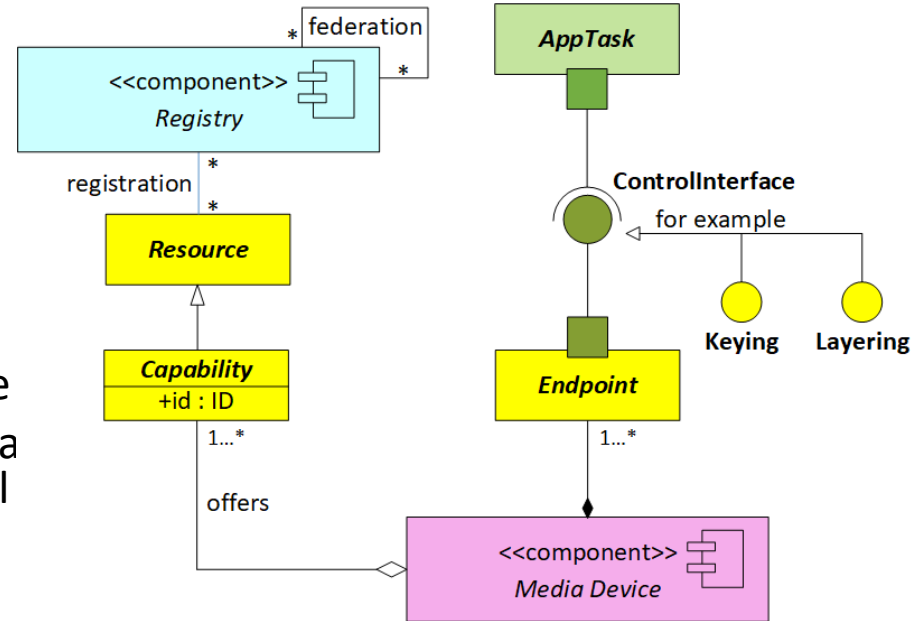 federation
*
*
<<component>>
Registry
*
registration
*
Resource
Capability
+id : ID
1...*
offers
AppTask
ControlInterface
for example
Keying
Layering
Endpoint
1...*
<<component>>
Media Device
e
a
l